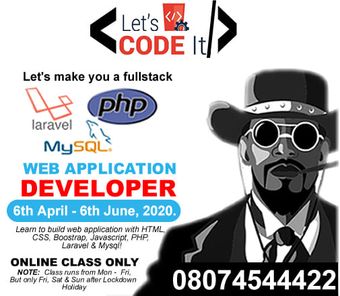 Let's
< CODE It/>
Let's make you a fullstack
laravel
php
MySQL
WEB APPLICATION
DEVELOPER
6th April - 6th June, 2020.
Learn to build web application with HTML,
CSS, Boostrap, Javascript, PHP,
Laravel & Mysql!
ONLINE CLASS ONLY
NOTE: Class runs from Mon - Fri,
But only Fri, Sat & Sun after Lockdown
Holiday
08074544422